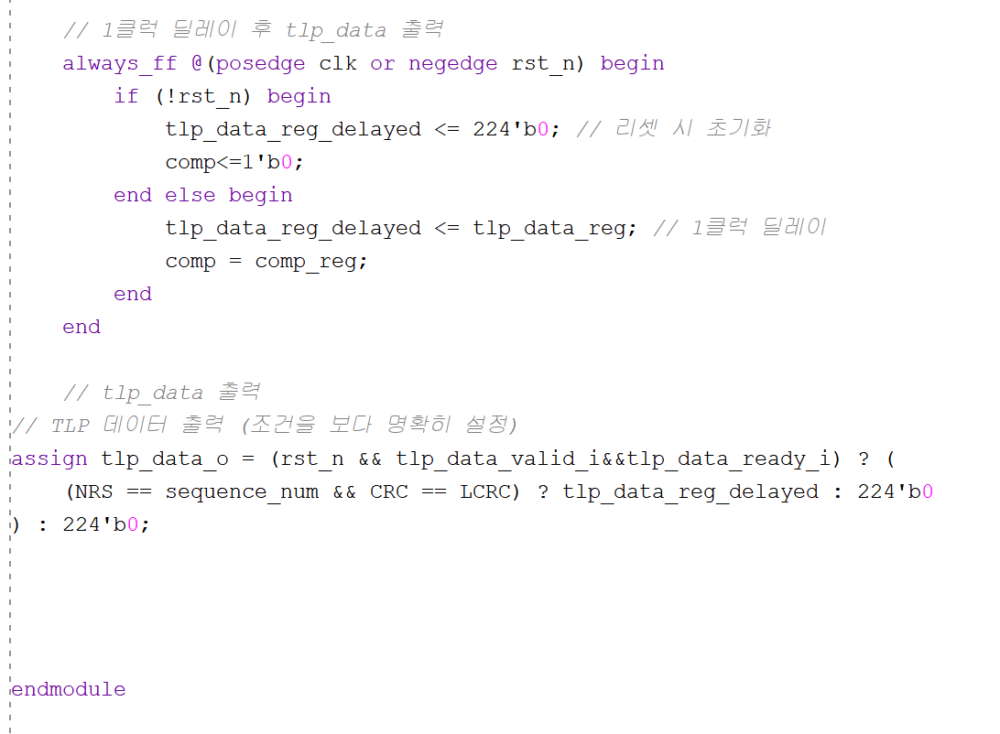 // 1클럭 딜레이 후 tlp_data 출력
always_ff @(posedge clk or negedge rst_n) begin
if (!rst_n) begin
tlp_data_reg_delayed <= 224'b0; // 리셋 시 초기화
comp<=1'b0;
end else begin
tlp_data_reg_delayed <= tlp_data_reg; // 1클럭 딜레이
comp = comp_reg;
end
end
// tlp_data 출력
// TLP 데이터 출력 (조건을 보다 명확히 설정)
assign tlp_data_o = (rst_n && tlp_data_valid_i&&tlp_data_ready_i) ? (
(NRS == sequence_num && CRC == LCRC) ? tlp_data_reg_delayed : 224'b0
) : 224'b0;
endmodule